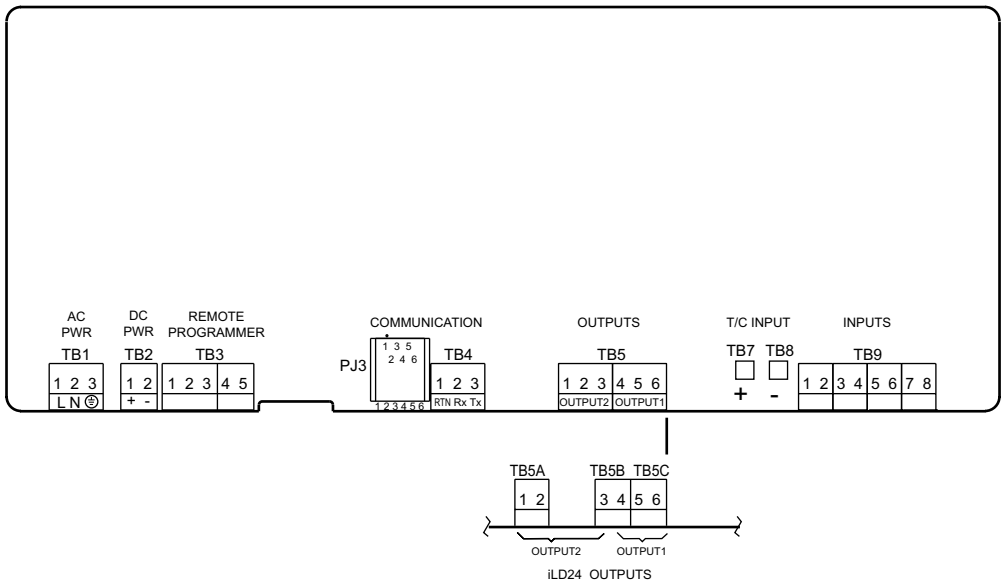 AC
PWR
DC
PWR
REMOTE
PROGRAMMER
COMMUNICATION
OUTPUTS
T/C INPUT
INPUTS
TB1
TB2
TB3
PJ3
TB4
TB5
TB7 TB8
TB9
1 2 3
L N
1 2
+ -
1 2 3 4 5
1 3 5
2 4 6
1 2 3 4 5 6
1 2 3
RTN Rx Tx
1 2 3 4 5 6
OUTPUT2 OUTPUT1
+ -
1 2 3 4 5 6 7 8
TB5A
TB5B TB5C
1 2
3 4 5 6
OUTPUT2
OUTPUT1
iLD24 OUTPUTS